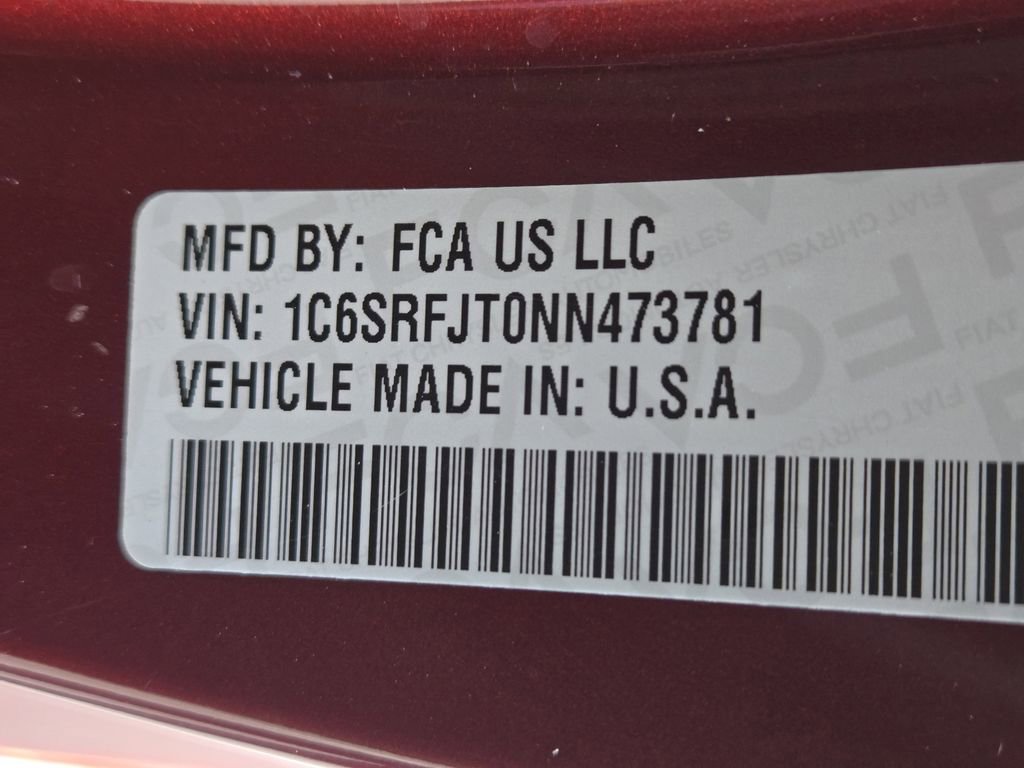 MFD BY: FCA US LLC
VIN: 1C6SRFJT0NN473781
VEHICLE MADE IN: U.S.A.